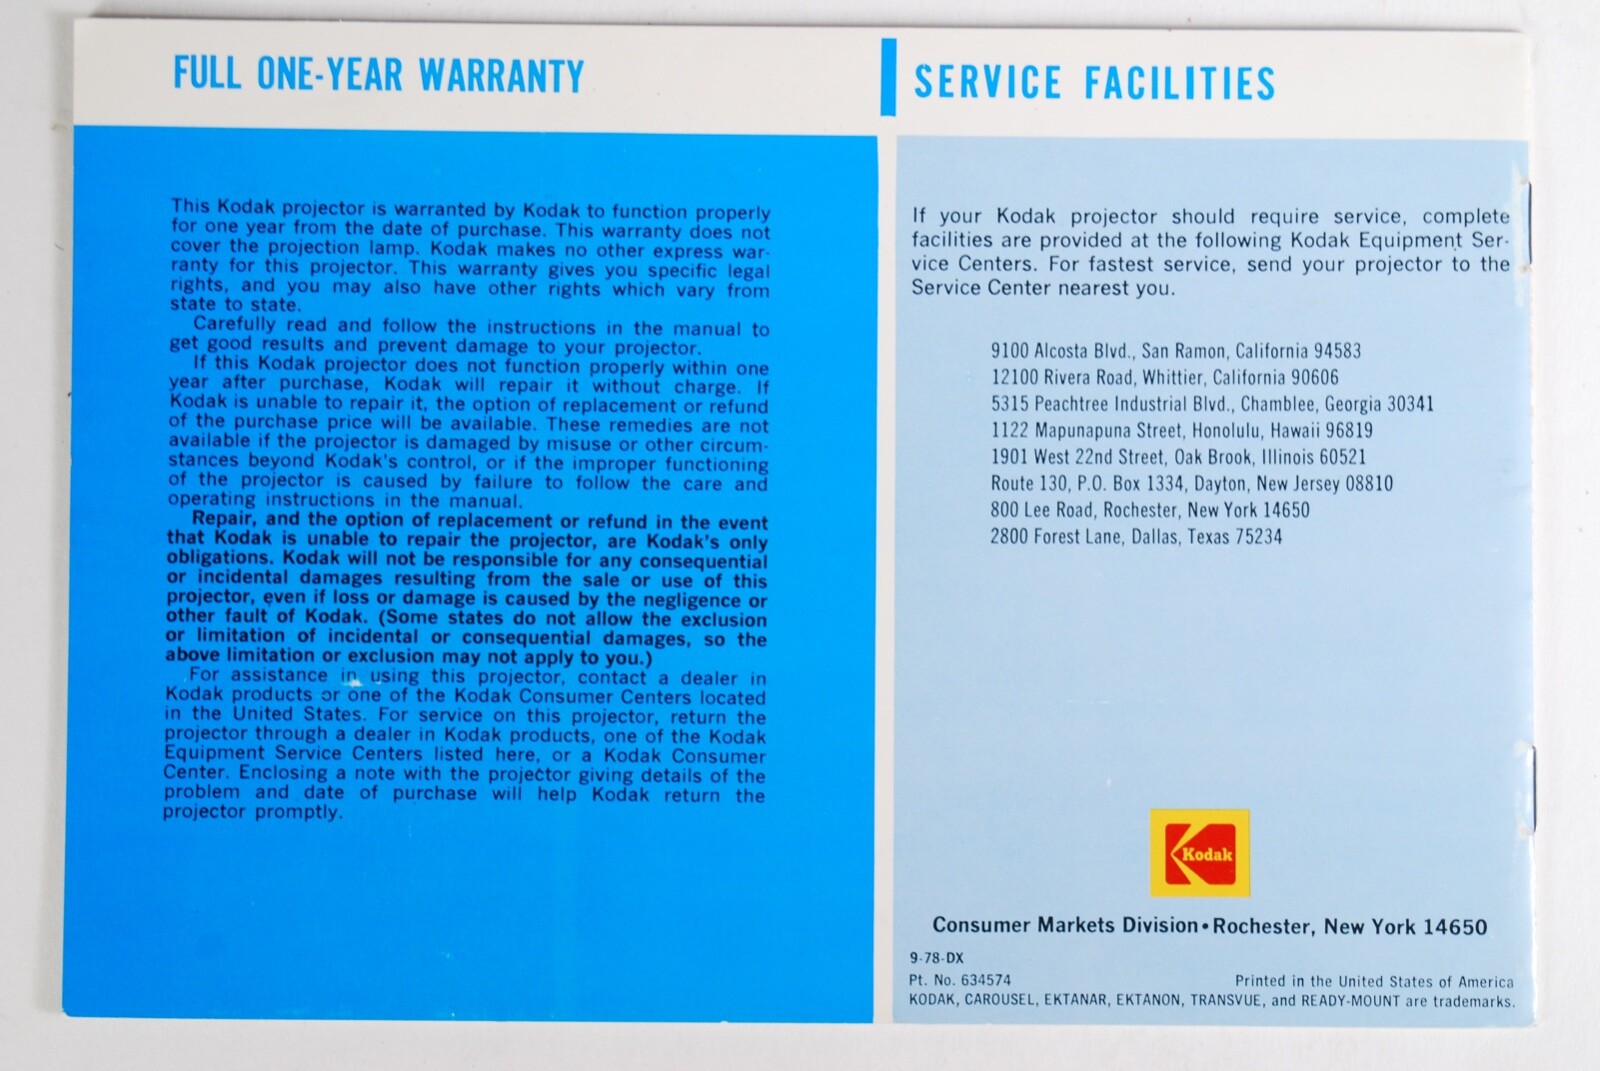 FULL ONE-YEAR WARRANTY
This Kodak projector is warranted by Kodak to function properly
for one year from the date of purchase. This warranty does not
cover the projection lamp. Kodak makes no other express war-
ranty for this projector. This warranty gives you specific legal
rights, and you may also have other rights which vary from
state to state.
Carefully read and follow the instructions in the manual to
get good results and prevent damage to your projector.
If this Kodak projector does not function properly within one
year after purchase, Kodak will repair it without charge. If
Kodak is unable to repair it, the option of replacement or refund
of the purchase price will be available. These remedies are not
available if the projector is damaged by misuse or other circum-
stances beyond Kodak's control, or if the improper functioning
of the projector is caused by failure to follow the care and
operating instructions in the manual.
Repair, and the option of replacement or refund in the event
that Kodak is unable to repair the projector, are Kodak's only
obligations. Kodak will not be responsible for any consequential
or incidental damages resulting from the sale or use of this
projector, even if loss or damage is caused by the negligence or
other fault of Kodak. (Some states do not allow the exclusion
or limitation of incidental or consequential damages, so the
above limitation or exclusion may not apply to you.)
For assistance in using this projector, contact a dealer in
Kodak products or one of the Kodak Consumer Centers located
in the United States. For service on this projector, return the
projector through a dealer in Kodak products, one of the Kodak
Equipment Service Centers listed here, or a Kodak Consumer
Center. Enclosing a note with the projector giving details of the
problem and date of purchase will help Kodak return the
projector promptly.
SERVICE FACILITIES
If your Kodak projector should require service, complete
facilities are provided at the following Kodak Equipment Ser-
vice Centers. For fastest service, send your projector to the
Service Center nearest you.
9100 Alcosta Blvd., San Ramon, California 94583
12100 Rivera Road, Whittier, California 90606
5315 Peachtree Industrial Blvd., Chamblee, Georgia 30341
1122 Mapunapuna Street, Honolulu, Hawaii 96819
1901 West 22nd Street, Oak Brook, Illinois 60521
Route 130, P.O. Box 1334, Dayton, New Jersey 08810
800 Lee Road, Rochester, New York 14650
2800 Forest Lane, Dallas, Texas 75234
Kodak
Consumer Markets Division•Rochester, New York 14650
9-78-DX
Pt. No. 634574 Printed in the United States of America
KODAK, CAROUSEL, EKTANAR, EKTANON, TRANSVUE, and READY-MOUNT are trademarks.